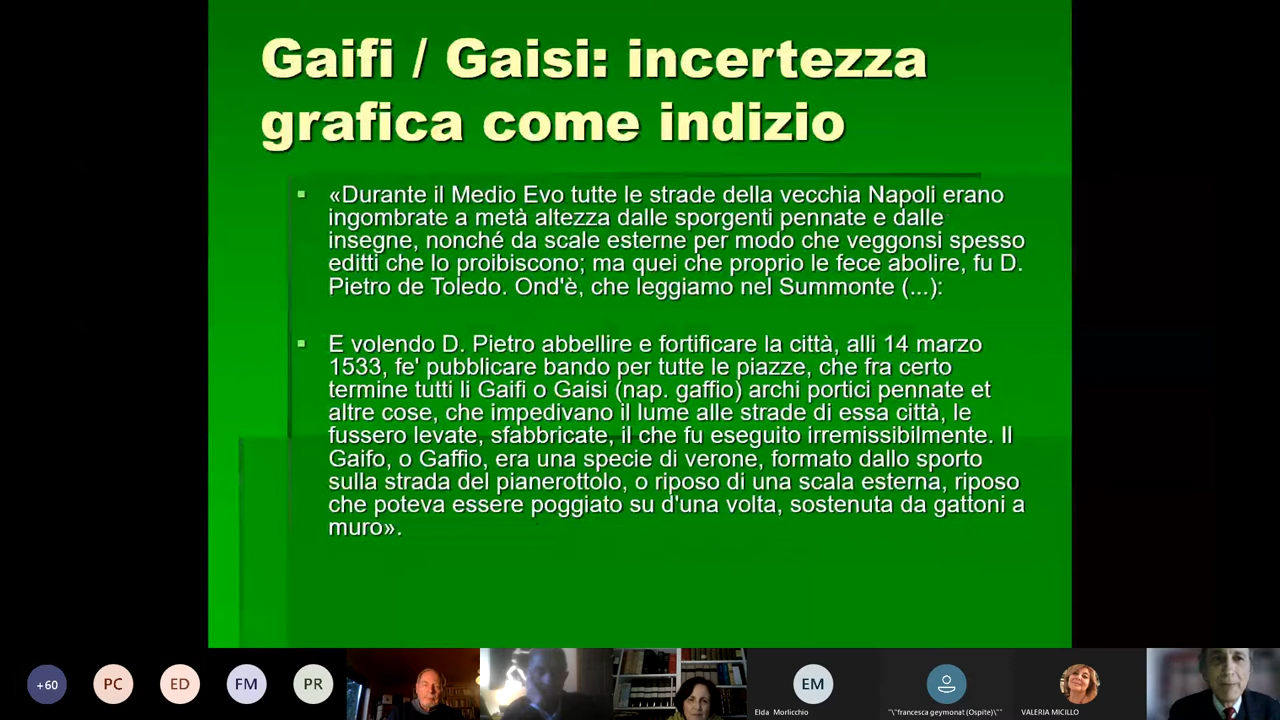 Gaifi / Gaisi: incertezza
grafica come indizio
«Durante il Medio Evo tutte le strade della vecchia Napoli erano
ingombrate a metà altezza dalle sporgenti pennate e dalle
insegne, nonché da scale esterne per modo che veggonsi spesso
editti che lo proibiscono; ma quei che proprio le fece abolire, fu D.
Pietro de Toledo. Ond'è, che leggiamo nel Summonte (...):
E volendo D. Pietro abbellire e fortificare la città, alli 14 marzo
1533, fe' pubblicare bando per tutte le piazze, che fra certo
termine tutti li Gaifi o Gaisi (nap. gaffio) archi portici pennate et
altre cose, che impedivano il lume alle strade di essa città, le
fussero levate, sfabbricate, il che fu eseguito irremissibilmente. Il
Gaifo, o Gaffio, era una specie di verone, formato dallo sporto
sulla strada del pianerottolo, o riposo di una scala esterna, riposo
che poteva essere poggiato su d'una volta, sostenuta da gattoni a
muro».
+60 PC ED FM PR EM
Elda Morlicchio "\"francesca geymonat (Ospite)\"" VALERIA MICILLO